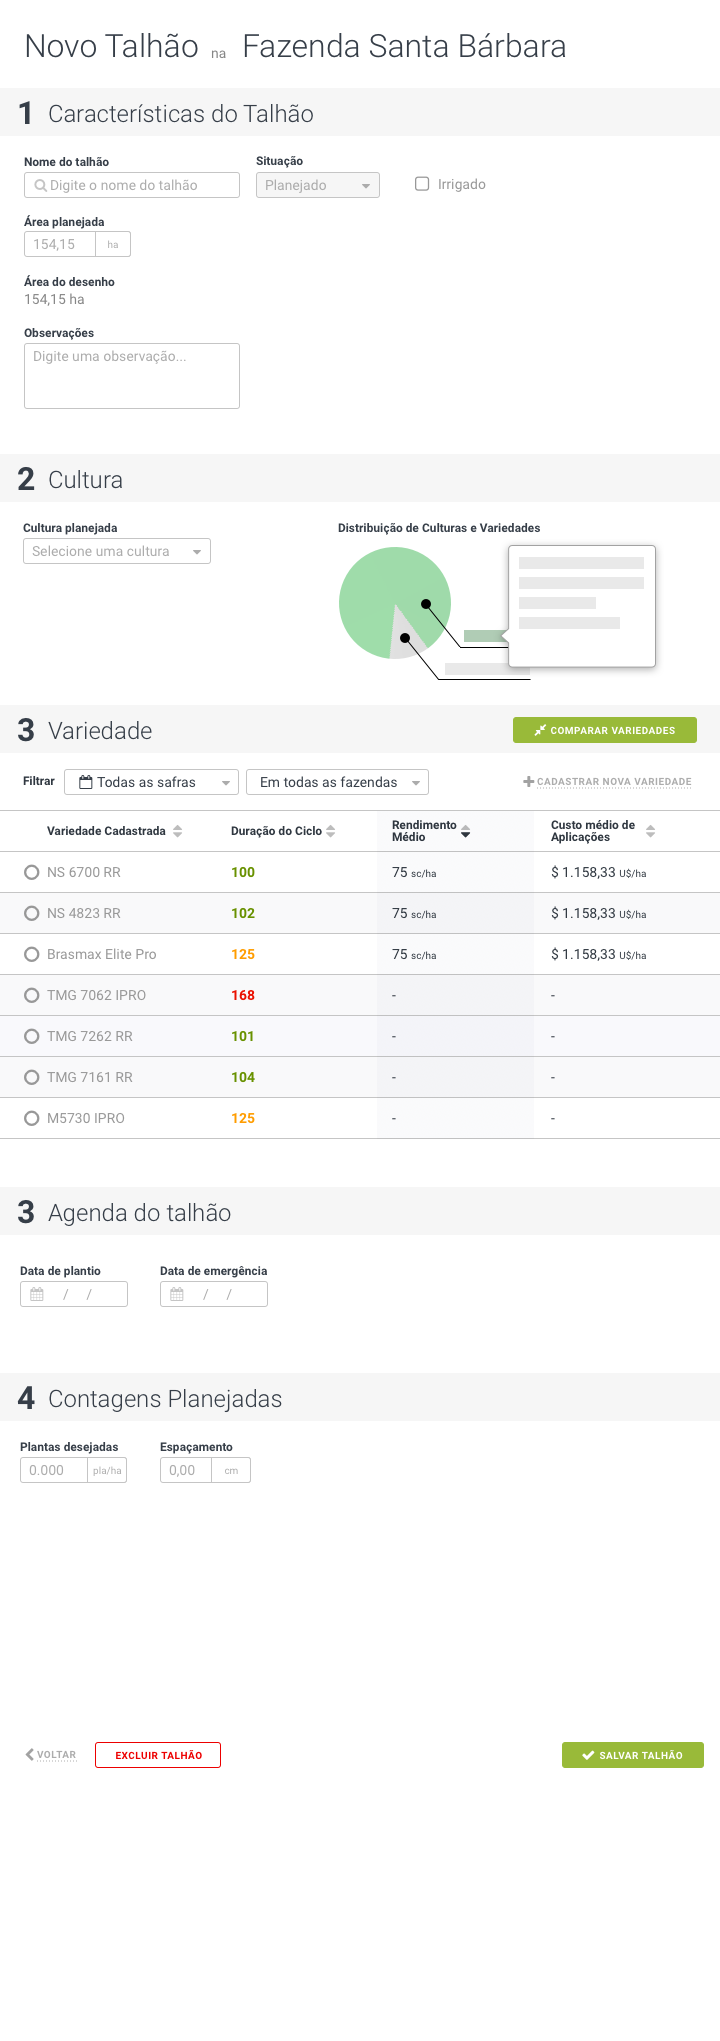 Novo Talhão na Fazenda Santa Bárbara
1 Características do Talhão
Nome do talhão
Digite o nome do talhão
Situação
Planejado
Irrigado
Área planejada
154,15 ha
Área do desenho
154,15 ha
Observações
Digite uma observação...
2 Cultura
Cultura planejada
Selecione uma cultura
Distribuição de Culturas e Variedades
3 Variedade
COMPARAR VARIEDADES
Filtrar
Todas as safras
Em todas as fazendas
CADASTRAR NOVA VARIEDADE
Variedade Cadastrada
Duração do Ciclo
Rendimento
Médio
Custo médio de
Aplicações
NS 6700 RR 100 75 sc/ha $ 1.158,33 U$/ha
NS 4823 RR 102 75 sc/ha $ 1.158,33 U$/ha
Brasmax Elite Pro 125 75 sc/ha $ 1.158,33 U$/ha
TMG 7062 IPRO 168 - -
TMG 7262 RR 101 - -
TMG 7161 RR 104 - -
M5730 IPRO 125 - -
3 Agenda do talhão
Data de plantio
/ /
Data de emergência
/ /
4 Contagens Planejadas
Plantas desejadas
0.000 pla/ha
Espaçamento
0,00 cm
VOLTAR
EXCLUIR TALHÃO
SALVAR TALHÃO